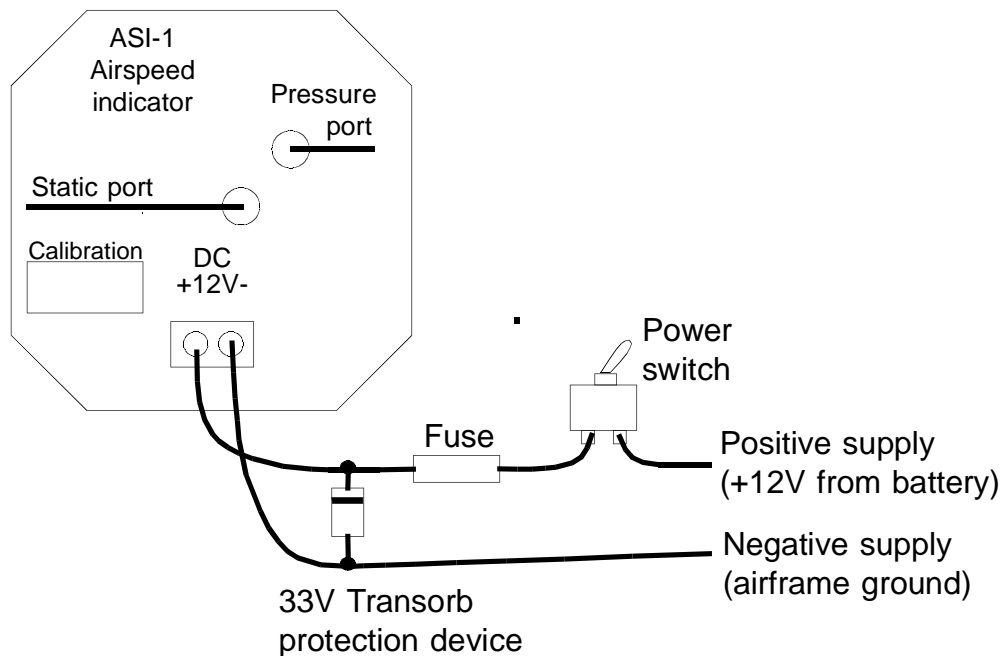 ASI-1
Airspeed
indicator
Pressure
port
Static port
Calibration
DC
+12V-
Power
switch
Fuse
Positive supply
(+12V from battery)
Negative supply
(airframe ground)
33V Transorb
protection device